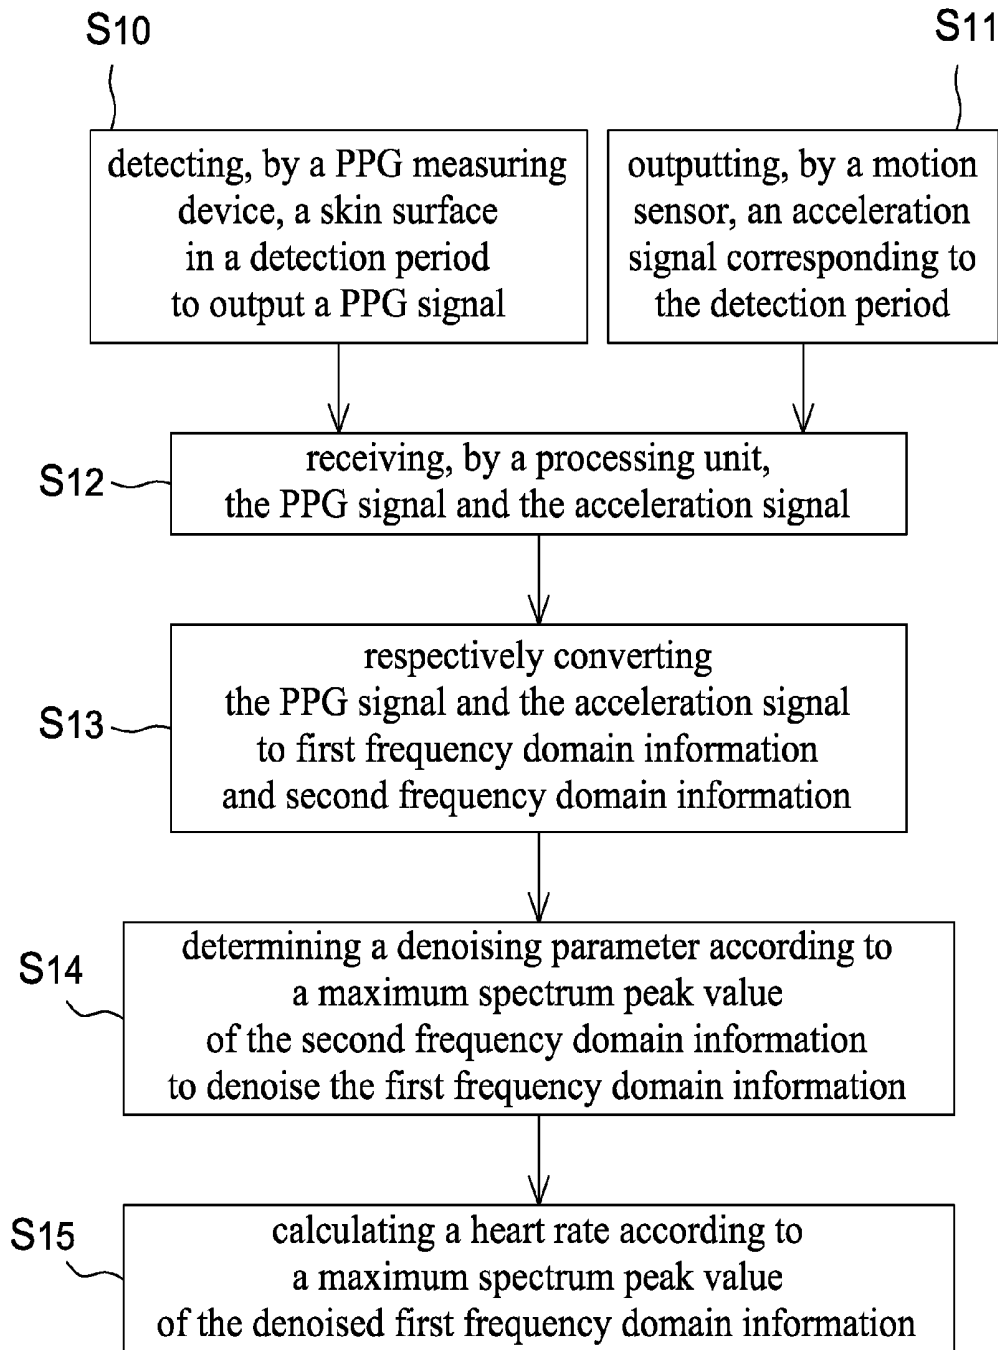 S10
S11
detecting, by a PPG measuring
device, a skin surface
in a detection period
to output a PPG signal
outputting, by a motion
sensor, an acceleration
signal corresponding to
the detection period
S12
receiving, by a processing unit,
the PPG signal and the acceleration signal
S13
respectively converting
the PPG signal and the acceleration signal
to first frequency domain information
and second frequency domain information
S14
determining a denoising parameter according to
a maximum spectrum peak value
of the second frequency domain information
to denoise the first frequency domain information
S15
calculating a heart rate according to
a maximum spectrum peak value
of the denoised first frequency domain information